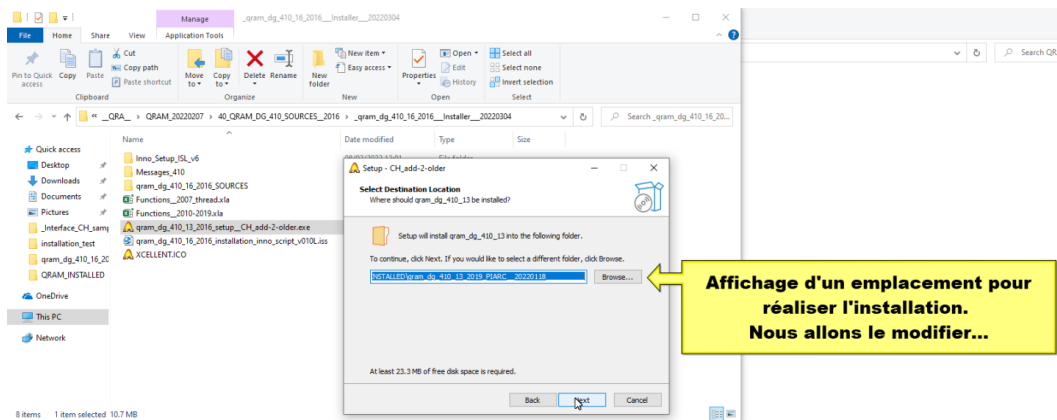 Manage
_qram_dg_410_16_2016__Installer__20220304
File Home Share View Application Tools
Pin to Quick access
Copy
Paste
Cut
Copy path
Paste shortcut
Move to
Copy to
Delete
Rename
New folder
New item
Easy access
Properties
Open
Edit
History
Select all
Select none
Invert selection
Clipboard Organize New Open Select
« _QRA_ › QRAM_20220207 › 40_QRAM_DG_410_SOURCES_2016 › _qram_dg_410_16_2016__Installer__20220304
Search _qram_dg_410_16_20...
Search QR
Name Date modified Type Size
Quick access
Desktop
Downloads
Documents
Pictures
_Interface_CH_samp
installation_test
qram_dg_410_16_20
QRAM_INSTALLED
OneDrive
This PC
Network
Inno_Setup_ISL_v6
Messages_410
qram_dg_410_16_2016_SOURCES
Functions_2007_thread.xla
Functions__2010-2019.xla
qram_dg_410_13_2016_setup__CH_add-2-older.exe
qram_dg_410_16_2016_installation_inno_script_v010L.iss
XCELLENT.ICO
Setup - CH_add-2-older
Select Destination Location
Where should qram_dg_410_13 be installed?
Setup will install qram_dg_410_13 into the following folder.
To continue, click Next. If you would like to select a different folder, click Browse.
NSTALLED\qram_dg_410_13_2019_PIARC__20220118
Browse...
At least 23.3 MB of free disk space is required.
Back Next Cancel
Affichage d'un emplacement pour
réaliser l'installation.
Nous allons le modifier...
8 items 1 item selected 10.7 MB